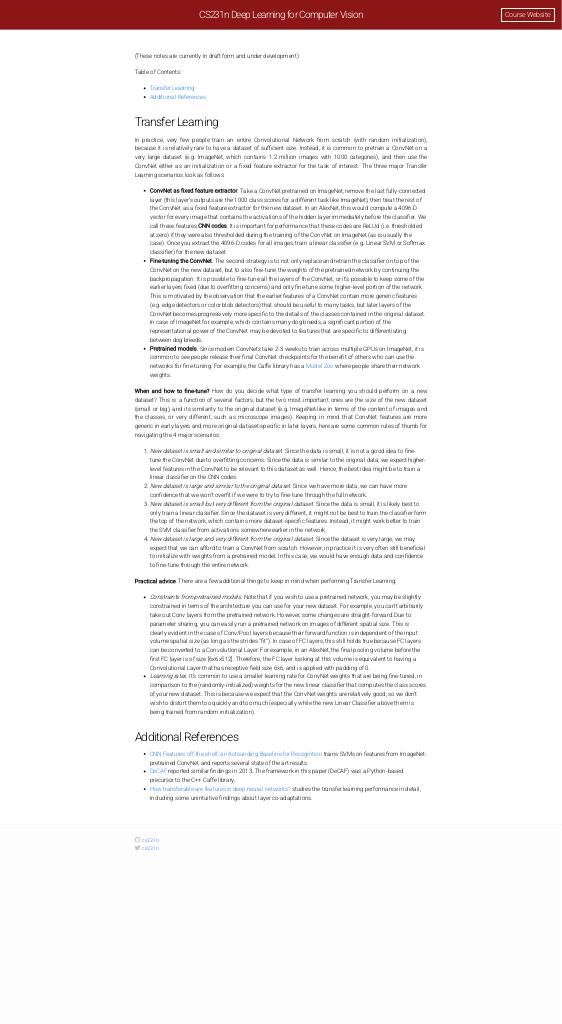 CS231n Deep Learning for Computer Vision
Course Website
(These notes are currently in draft form and under development)
Table of Contents:
Transfer Learning
Additional References
Transfer Learning
In practice, very few people train an entire Convolutional Network from scratch (with random initialization),
because it is relatively rare to have a dataset of sufficient size. Instead, it is common to pretrain a ConvNet on a
very large dataset (e.g. ImageNet, which contains 1.2 million images with 1000 categories), and then use the
ConvNet either as an initialization or a fixed feature extractor for the task of interest. The three major Transfer
Learning scenarios look as follows:
ConvNet as fixed feature extractor. Take a ConvNet pretrained on ImageNet, remove the last fully-connected
layer (this layer's outputs are the 1000 class scores for a different task like ImageNet), then treat the rest of
the ConvNet as a fixed feature extractor for the new dataset. In an AlexNet, this would compute a 4096-D
vector for every image that contains the activations of the hidden layer immediately before the classifier. We
call these features CNN codes. It is important for performance that these codes are ReLUd (i.e. thresholded
at zero) if they were also thresholded during the training of the ConvNet on ImageNet (as is usually the
case). Once you extract the 4096-D codes for all images, train a linear classifier (e.g. Linear SVM or Softmax
classifier) for the new dataset.
Fine-tuning the ConvNet. The second strategy is to not only replace and retrain the classifier on top of the
ConvNet on the new dataset, but to also fine-tune the weights of the pretrained network by continuing the
backpropagation. It is possible to fine-tune all the layers of the ConvNet, or it's possible to keep some of the
earlier layers fixed (due to overfitting concerns) and only fine-tune some higher-level portion of the network.
This is motivated by the observation that the earlier features of a ConvNet contain more generic features
(e.g. edge detectors or color blob detectors) that should be useful to many tasks, but later layers of the
ConvNet becomes progressively more specific to the details of the classes contained in the original dataset.
In case of ImageNet for example, which contains many dog breeds, a significant portion of the
representational power of the ConvNet may be devoted to features that are specific to differentiating
between dog breeds.
Pretrained models. Since modern ConvNets take 2-3 weeks to train across multiple GPUs on ImageNet, it is
common to see people release their final ConvNet checkpoints for the benefit of others who can use the
networks for fine-tuning. For example, the Caffe library has a Model Zoo where people share their network
weights.
When and how to fine-tune? How do you decide what type of transfer learning you should perform on a new
dataset? This is a function of several factors, but the two most important ones are the size of the new dataset
(small or big), and its similarity to the original dataset (e.g. ImageNet-like in terms of the content of images and
the classes, or very different, such as microscope images). Keeping in mind that ConvNet features are more
generic in early layers and more original-dataset-specific in later layers, here are some common rules of thumb for
navigating the 4 major scenarios:
1. New dataset is small and similar to original dataset. Since the data is small, it is not a good idea to fine-
tune the ConvNet due to overfitting concerns. Since the data is similar to the original data, we expect higher-
level features in the ConvNet to be relevant to this dataset as well. Hence, the best idea might be to train a
linear classifier on the CNN codes.
2. New dataset is large and similar to the original dataset. Since we have more data, we can have more
confidence that we won't overfit if we were to try to fine-tune through the full network.
3. New dataset is small but very different from the original dataset. Since the data is small, it is likely best to
only train a linear classifier. Since the dataset is very different, it might not be best to train the classifier form
the top of the network, which contains more dataset-specific features. Instead, it might work better to train
the SVM classifier from activations somewhere earlier in the network.
4. New dataset is large and very different from the original dataset. Since the dataset is very large, we may
expect that we can afford to train a ConvNet from scratch. However, in practice it is very often still beneficial
to initialize with weights from a pretrained model. In this case, we would have enough data and confidence
to fine-tune through the entire network.
Practical advice. There are a few additional things to keep in mind when performing Transfer Learning:
Constraints from pretrained models. Note that if you wish to use a pretrained network, you may be slightly
constrained in terms of the architecture you can use for your new dataset. For example, you can't arbitrarily
take out Conv layers from the pretrained network. However, some changes are straight-forward: Due to
parameter sharing, you can easily run a pretrained network on images of different spatial size. This is
clearly evident in the case of Conv/Pool layers because their forward function is independent of the input
volume spatial size (as long as the strides "fit"). In case of FC layers, this still holds true because FC layers
can be converted to a Convolutional Layer: For example, in an AlexNet, the final pooling volume before the
first FC layer is of size [6x6x512]. Therefore, the FC layer looking at this volume is equivalent to having a
Convolutional Layer that has receptive field size 6x6, and is applied with padding of 0.
Learning rates. It's common to use a smaller learning rate for ConvNet weights that are being fine-tuned, in
comparison to the (randomly-initialized) weights for the new linear classifier that computes the class scores
of your new dataset. This is because we expect that the ConvNet weights are relatively good, so we don't
wish to distort them too quickly and too much (especially while the new Linear Classifier above them is
being trained from random initialization).
Additional References
CNN Features off-the-shelf: an Astounding Baseline for Recognition trains SVMs on features from ImageNet-
pretrained ConvNet and reports several state of the art results.
DeCAF reported similar findings in 2013. The framework in this paper (DeCAF) was a Python-based
precursor to the C++ Caffe library.
How transferable are features in deep neural networks? studies the transfer learning performance in detail,
including some unintuitive findings about layer co-adaptations.
cs231n
cs231n